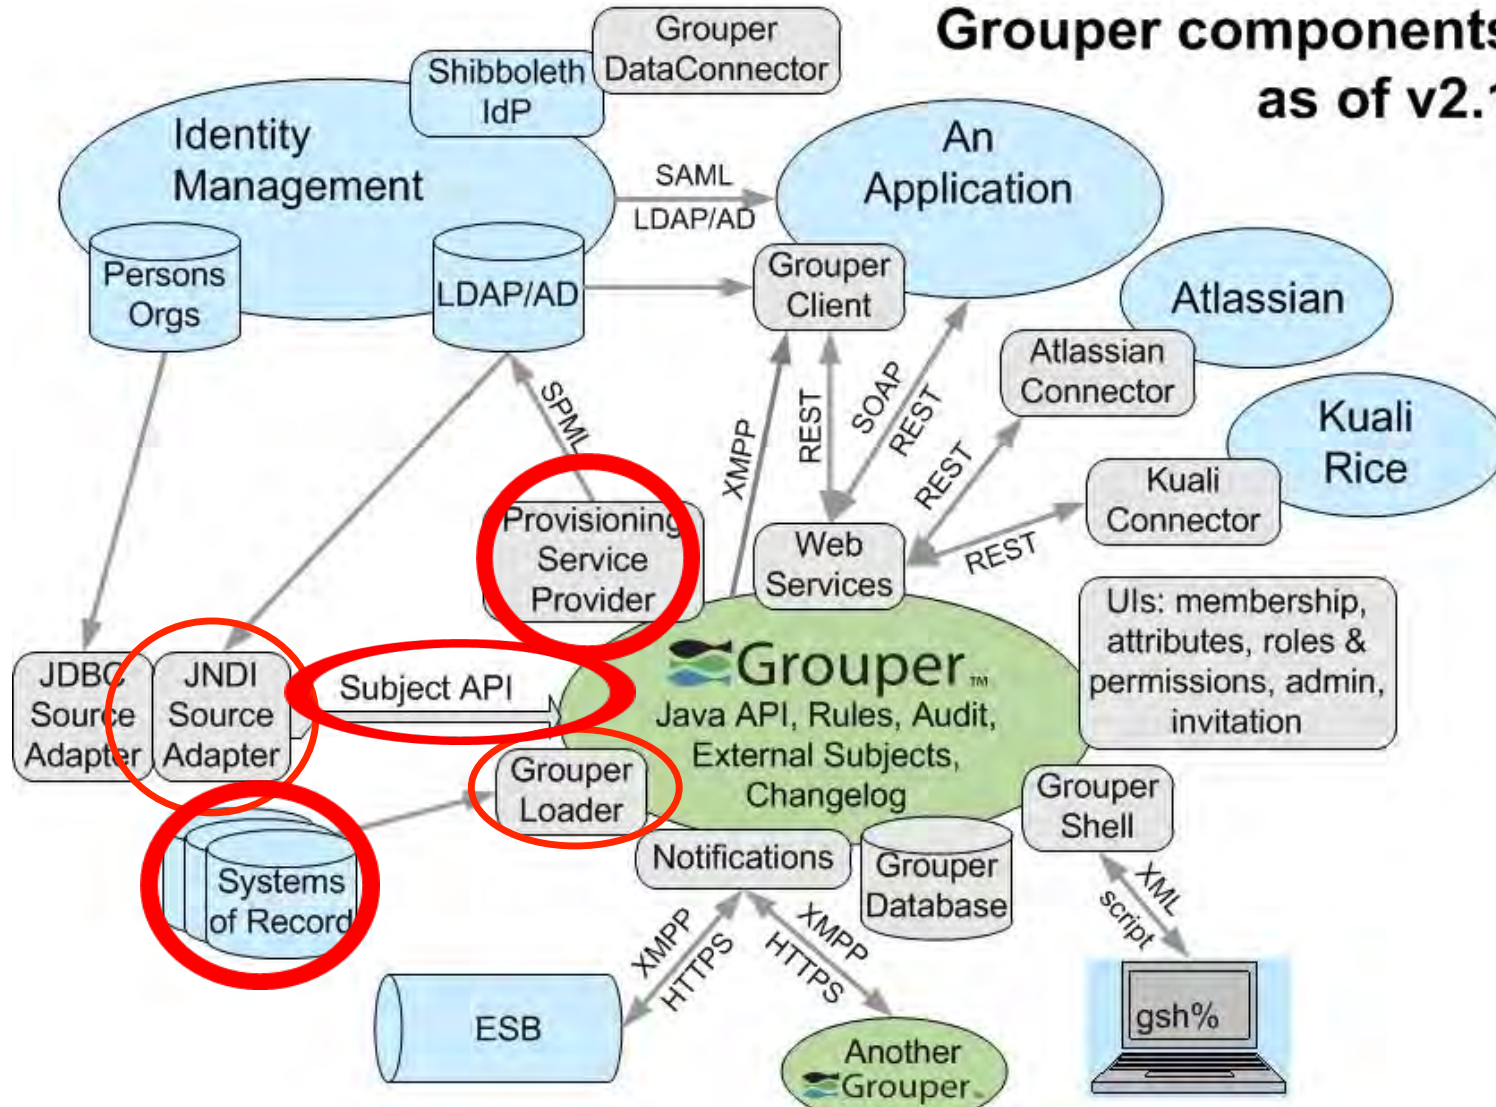 Grouper components
as of v2.1
Grouper
DataConnector
Shibboleth
IdP
Identity
Management
An
Application
SAML
LDAP/AD
Persons
Orgs
LDAP/AD
Grouper
Client
Atlassian
Atlassian
Connector
Kuali
Rice
Kuali
Connector
SPML
XMPP
REST
SOAP
REST
REST
REST
Provisioning
Service
Provider
Web
Services
UIs: membership,
attributes, roles &
permissions, admin,
invitation
JDBC
Source
Adapter
JNDI
Source
Adapter
Subject API
Grouper™
Java API, Rules, Audit,
External Subjects,
Changelog
Grouper
Loader
Grouper
Shell
Notifications
Grouper
Database
Systems
of Record
XMPP
HTTPS
XMPP
HTTPS
XML
script
ESB
gsh%
Another
Grouper